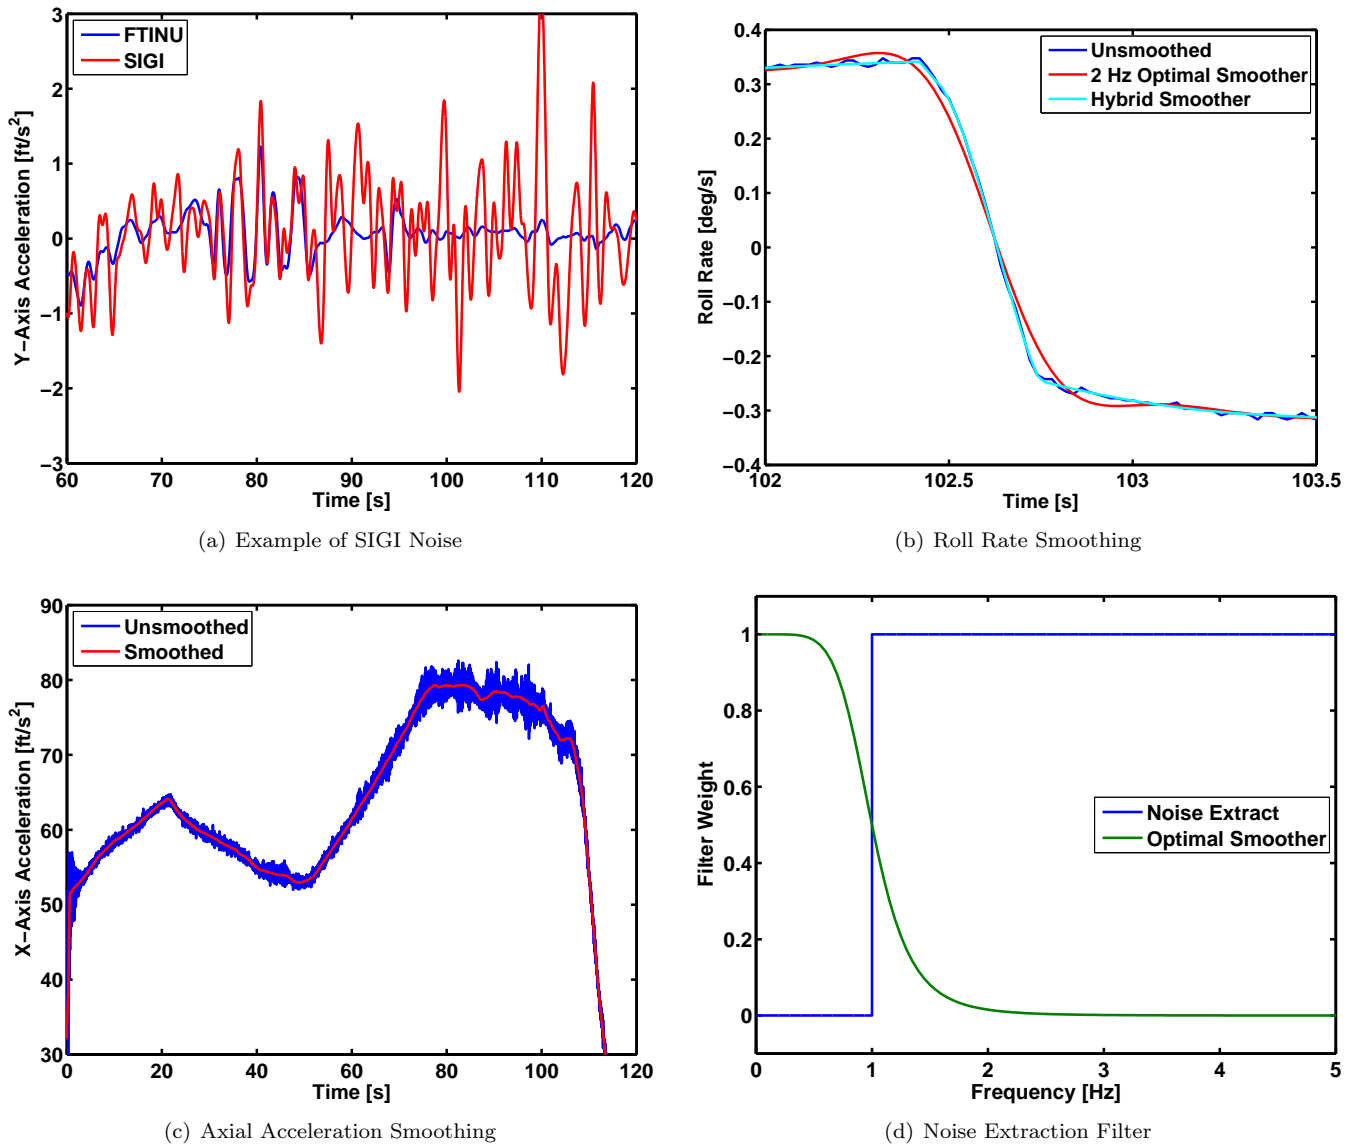 FTINU
SIGI
Y-Axis Acceleration [ft/s²]
3
2
1
0
−1
−2
−3
60 70 80 90 100 110 120
Time [s]
(a) Example of SIGI Noise
Unsmoothed
2 Hz Optimal Smoother
Hybrid Smoother
Roll Rate [deg/s]
0.4
0.3
0.2
0.1
0
−0.1
−0.2
−0.3
−0.4
102 102.5 103 103.5
Time [s]
(b) Roll Rate Smoothing
Unsmoothed
Smoothed
X-Axis Acceleration [ft/s²]
90
80
70
60
50
40
30
0 20 40 60 80 100 120
Time [s]
(c) Axial Acceleration Smoothing
Noise Extract
Optimal Smoother
Filter Weight
1
0.8
0.6
0.4
0.2
0
0 1 2 3 4 5
Frequency [Hz]
(d) Noise Extraction Filter